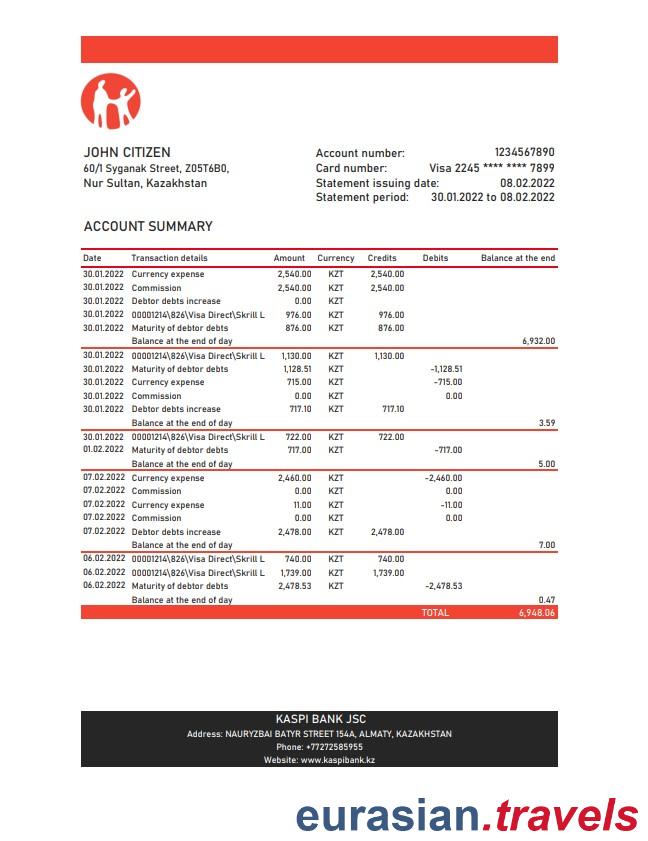 JOHN CITIZEN
60/1 Syganak Street, Z05T6B0,
Nur Sultan, Kazakhstan
Account number: 1234567890
Card number: Visa 2245 **** **** 7899
Statement issuing date: 08.02.2022
Statement period: 30.01.2022 to 08.02.2022
ACCOUNT SUMMARY
Date Transaction details Amount Currency Credits Debits Balance at the end
30.01.2022 Currency expense 2,540.00 KZT 2,540.00
30.01.2022 Commission 2,540.00 KZT 2,540.00
30.01.2022 Debtor debts increase 0.00 KZT
30.01.2022 00001214\826\Visa Direct\Skrill L 976.00 KZT 976.00
30.01.2022 Maturity of debtor debts 876.00 KZT 876.00
Balance at the end of day 6,932.00
30.01.2022 00001214\826\Visa Direct\Skrill L 1,130.00 KZT 1,130.00
30.01.2022 Maturity of debtor debts 1,128.51 KZT -1,128.51
30.01.2022 Currency expense 715.00 KZT -715.00
30.01.2022 Commission 0.00 KZT 0.00
30.01.2022 Debtor debts increase 717.10 KZT 717.10
Balance at the end of day 3.59
30.01.2022 00001214\826\Visa Direct\Skrill L 722.00 KZT 722.00
01.02.2022 Maturity of debtor debts 717.00 KZT -717.00
Balance at the end of day 5.00
07.02.2022 Currency expense 2,460.00 KZT -2,460.00
07.02.2022 Commission 0.00 KZT 0.00
07.02.2022 Currency expense 11.00 KZT -11.00
07.02.2022 Commission 0.00 KZT 0.00
07.02.2022 Debtor debts increase 2,478.00 KZT 2,478.00
Balance at the end of day 7.00
06.02.2022 00001214\826\Visa Direct\Skrill L 740.00 KZT 740.00
06.02.2022 00001214\826\Visa Direct\Skrill L 1,739.00 KZT 1,739.00
06.02.2022 Maturity of debtor debts 2,478.53 KZT -2,478.53
Balance at the end of day 0.47
TOTAL 6,948.06
KASPI BANK JSC
Address: NAURYZBAI BATYR STREET 154A, ALMATY, KAZAKHSTAN
Phone: +77272585955
Website: www.kaspibank.kz
eurasian.travels